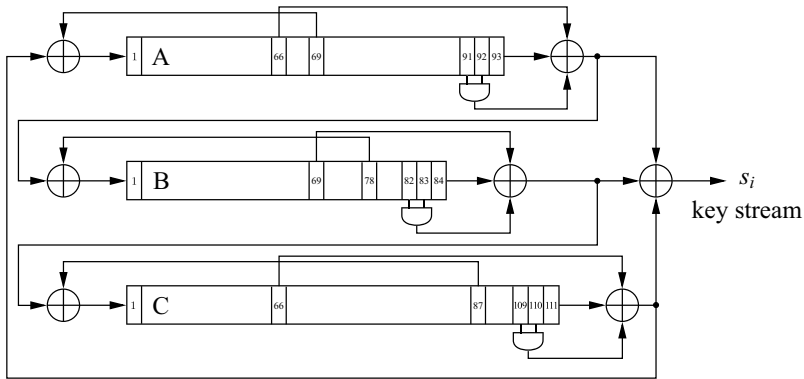 1 A 66 69 91 92 93
1 B 69 78 82 83 84
s_i
key stream
1 C 66 87 109 110 111